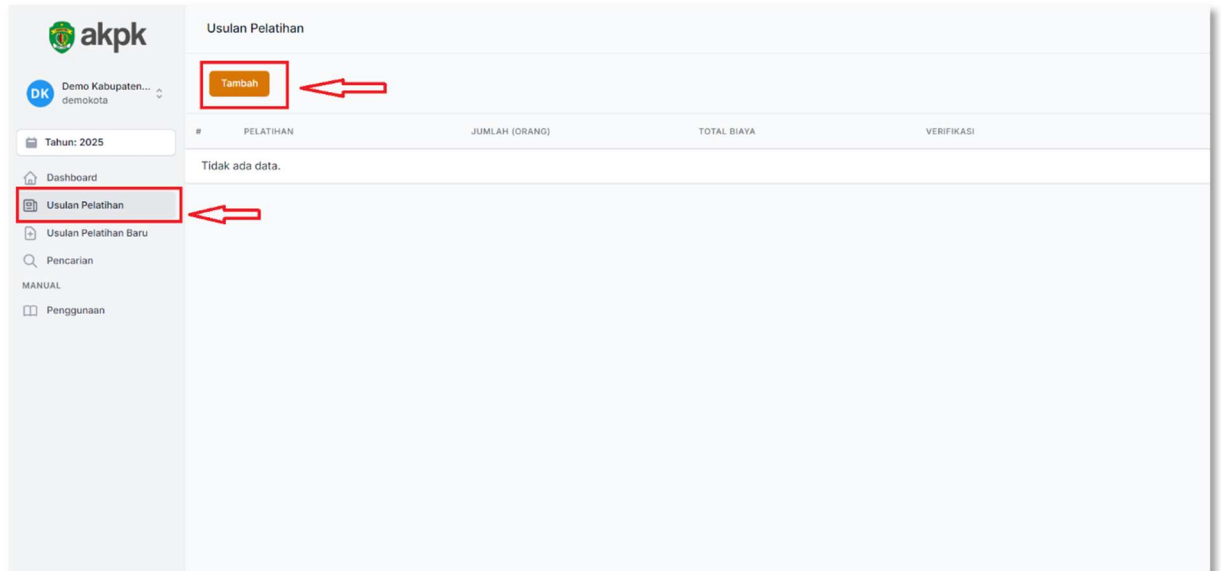 akpk
DK
Demo Kabupaten...
demokota
Tahun: 2025
Dashboard
Usulan Pelatihan
Usulan Pelatihan Baru
Pencarian
MANUAL
Penggunaan
Usulan Pelatihan
Tambah
# PELATIHAN JUMLAH (ORANG) TOTAL BIAYA VERIFIKASI
Tidak ada data.